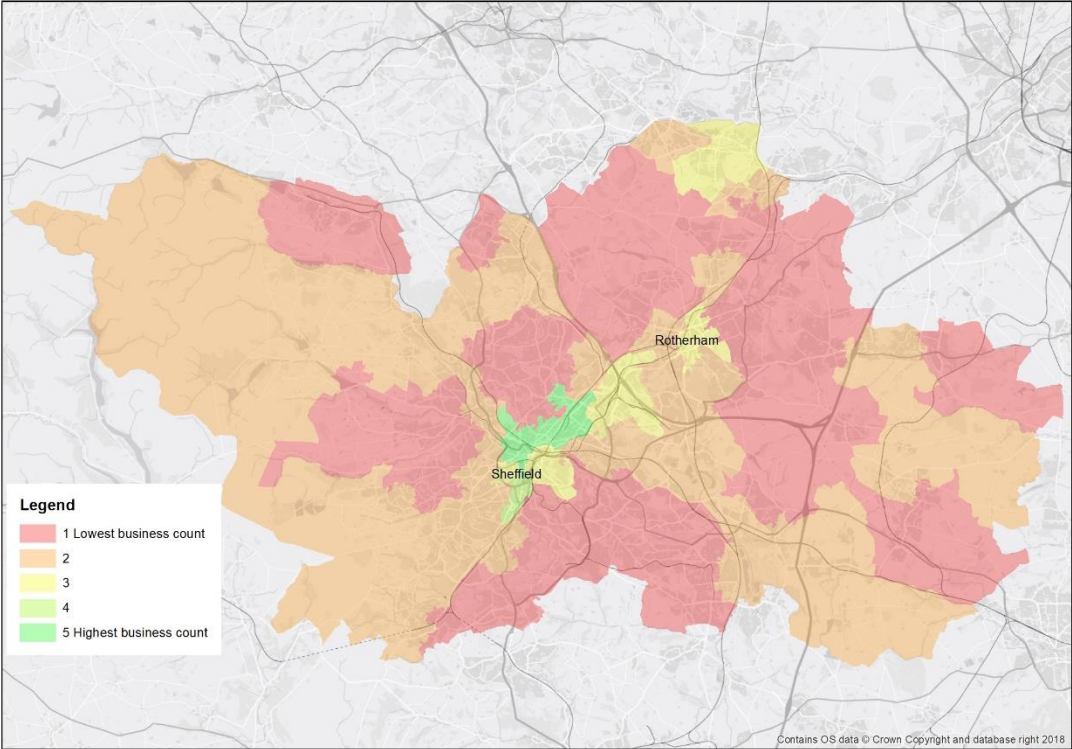 Rotherham
Sheffield
Legend
1 Lowest business count
2
3
4
5 Highest business count
Contains OS data © Crown Copyright and database right 2018